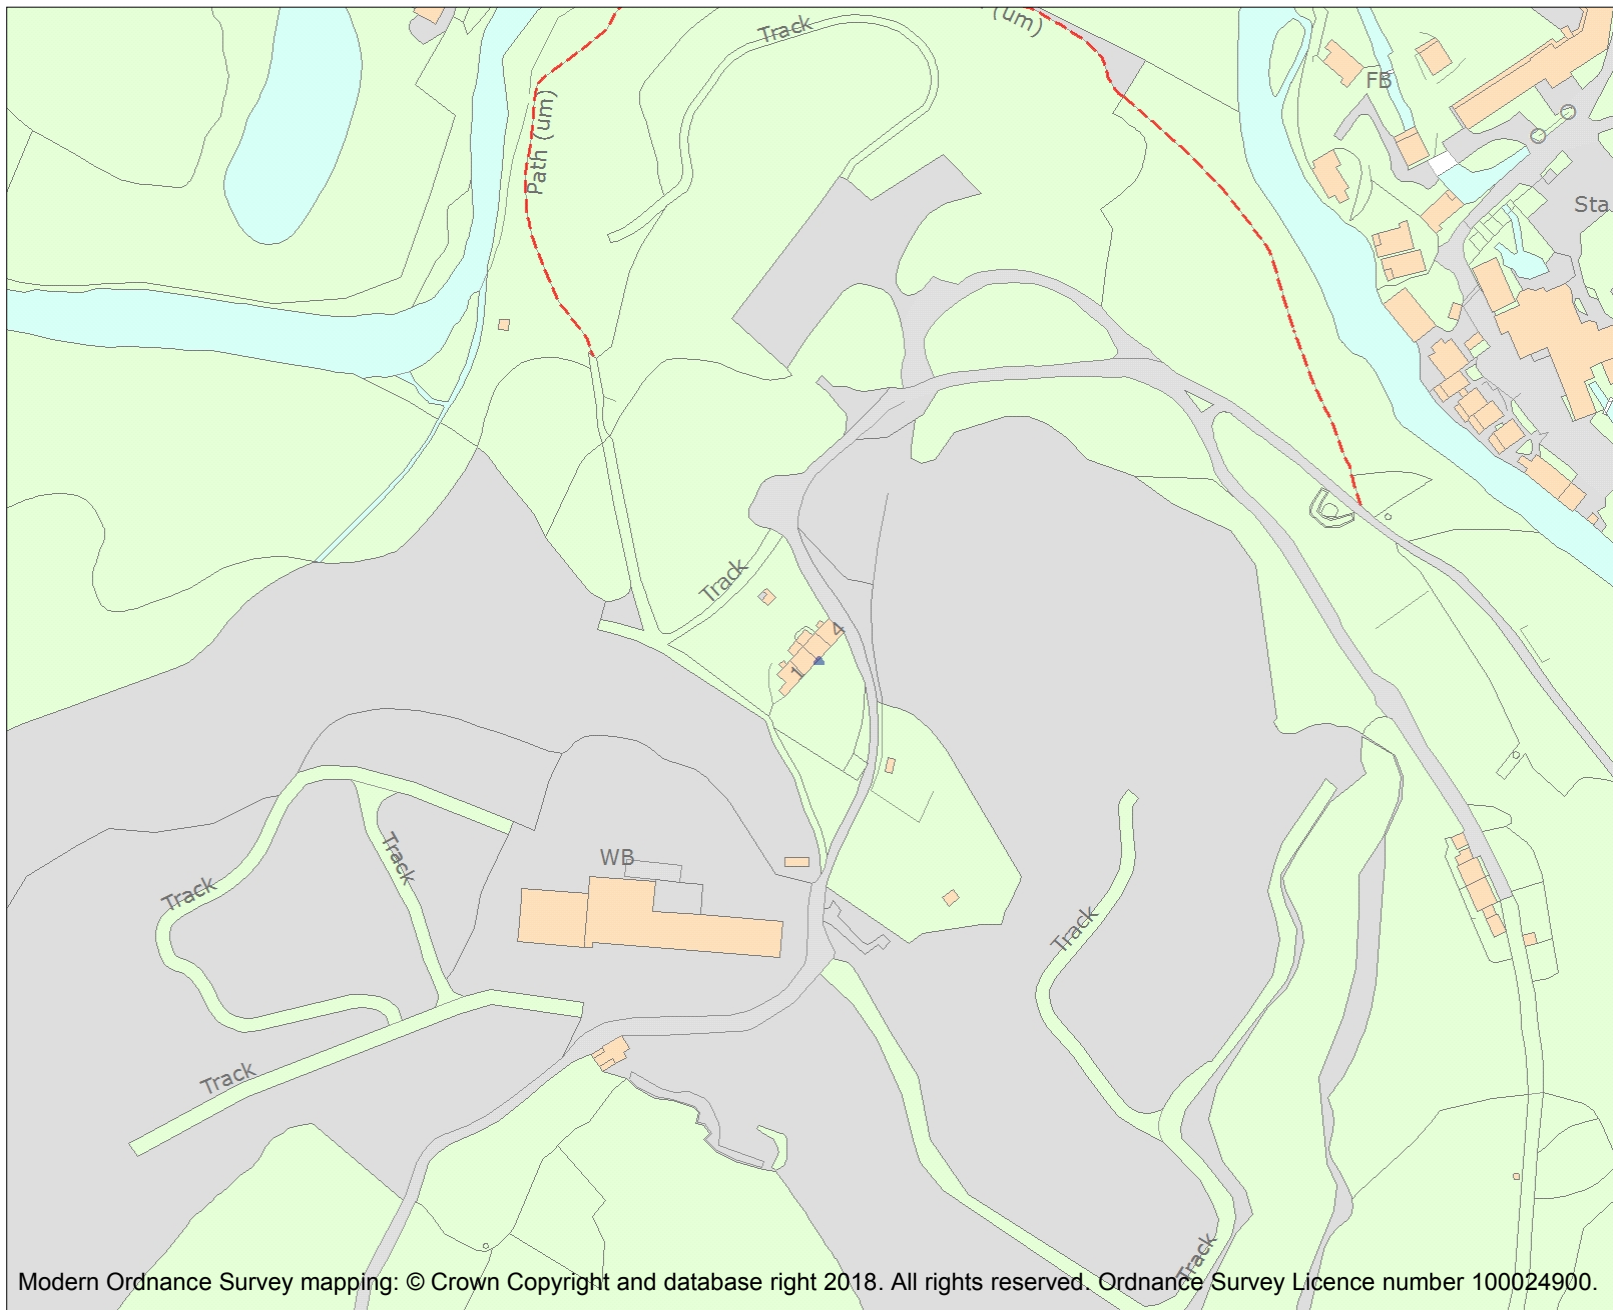 Track
(um)
FB
Path (um)
Sta
Track
4
1
WB
Track
Track
Track
Track
Track
Modern Ordnance Survey mapping: © Crown Copyright and database right 2018. All rights reserved. Ordnance Survey Licence number 100024900.